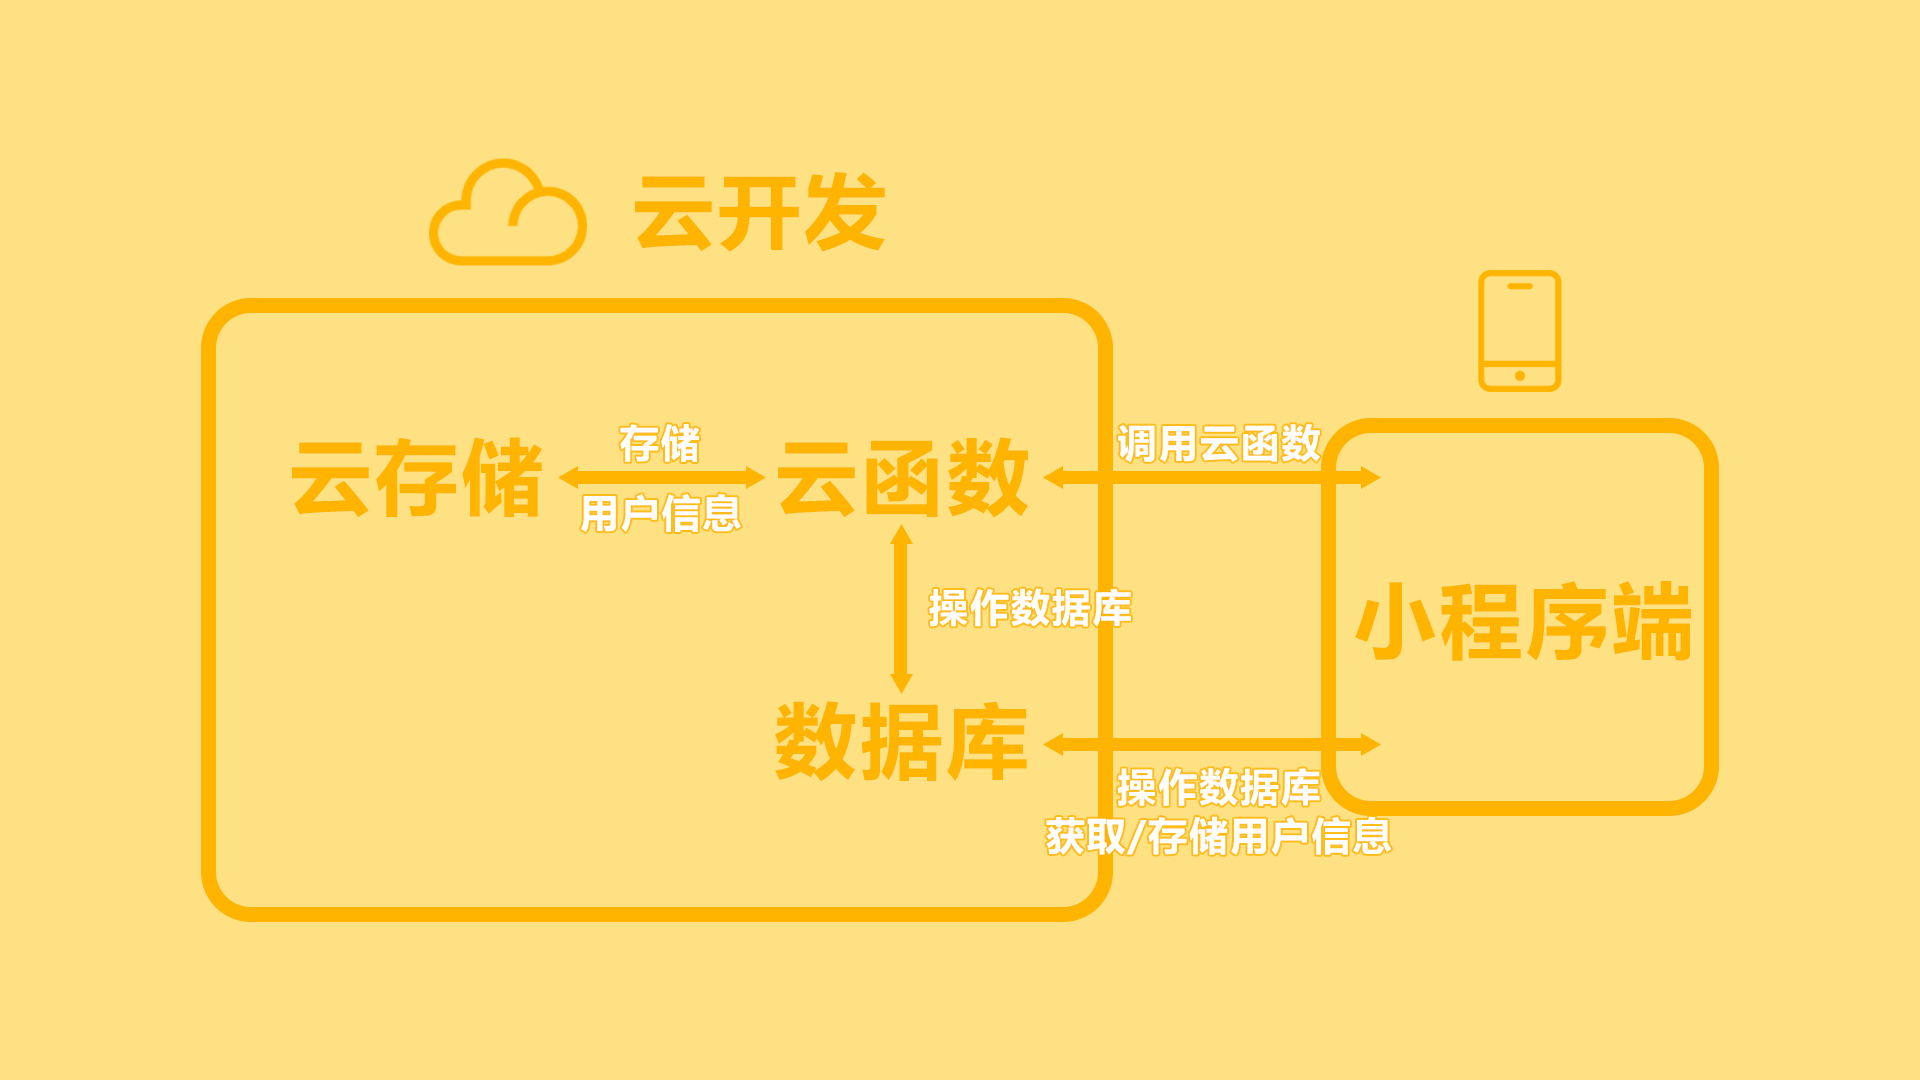 云开发
云存储
存储
用户信息
云函数
调用云函数
操作数据库
小程序端
数据库
操作数据库
获取/存储用户信息